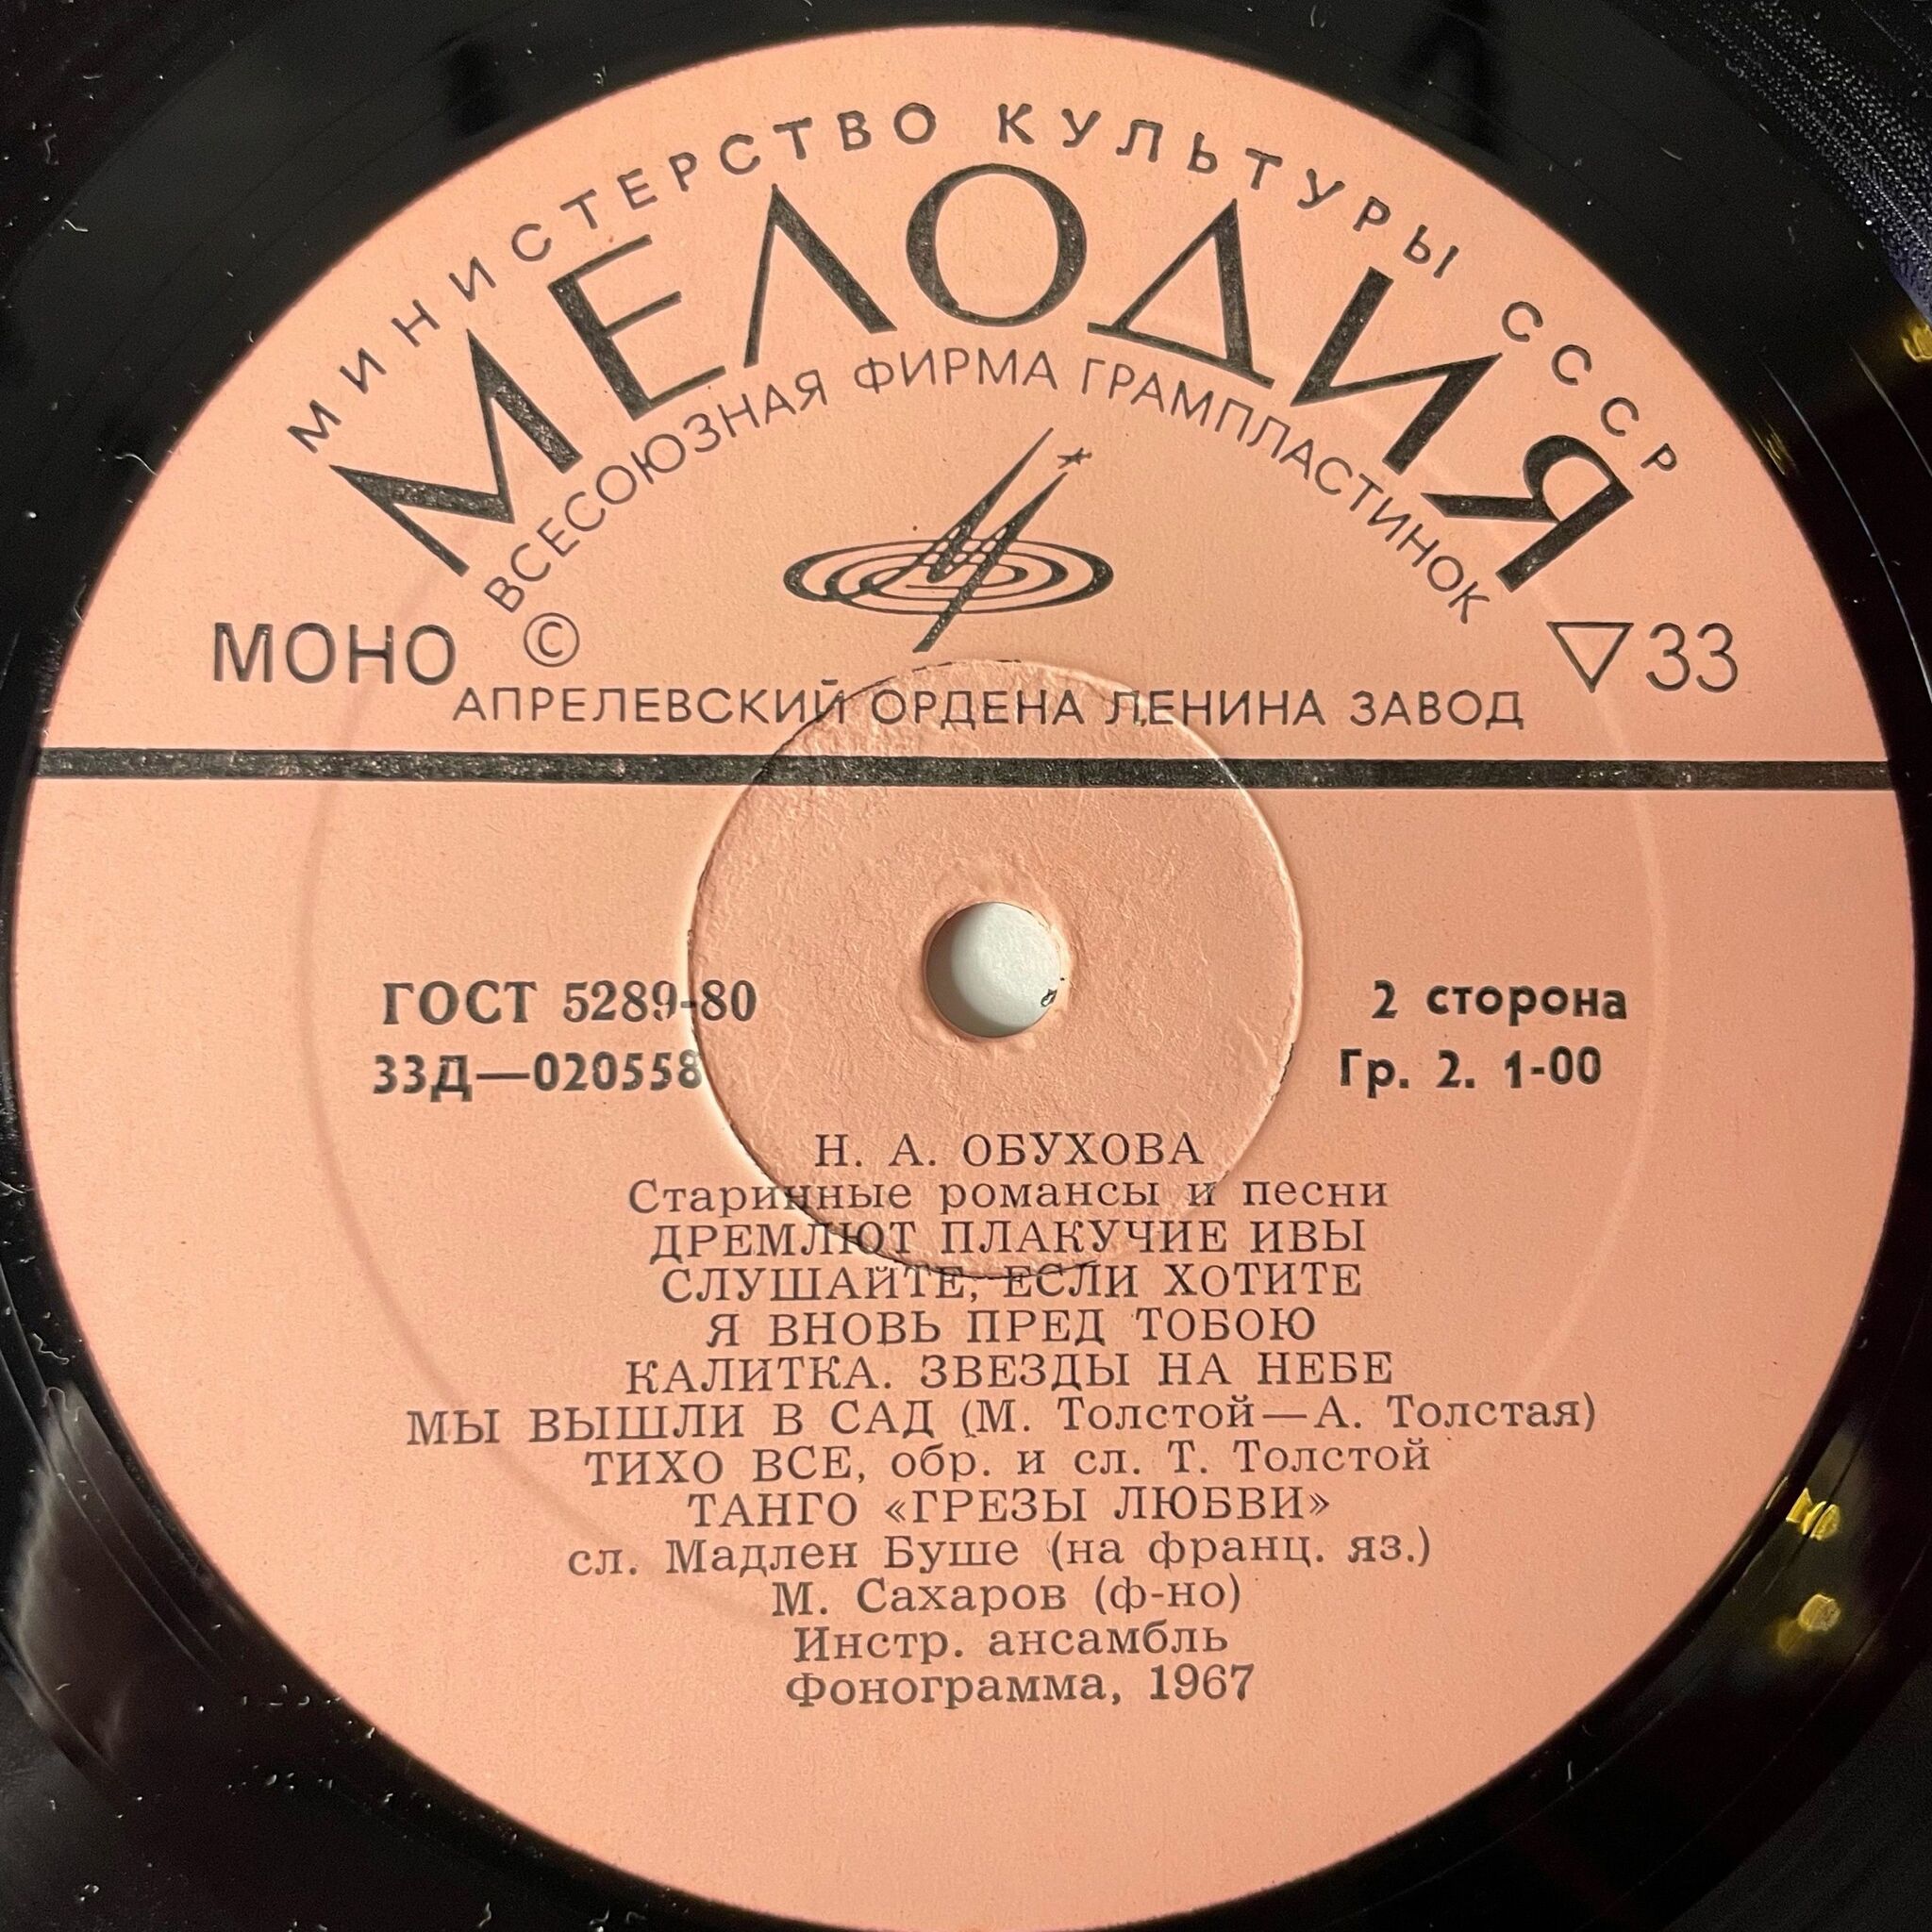 МИНИСТЕРСТВО КУЛЬТУРЫ СССР
МЕЛОДИЯ
ВСЕСОЮЗНАЯ ФИРМА ГРАМПЛАСТИНОК
МОНО © ▽33
АПРЕЛЕВСКИЙ ОРДЕНА ЛЕНИНА ЗАВОД
ГОСТ 5289-80 2 сторона
33Д—020558 Гр. 2. 1-00
Н. А. ОБУХОВА
Старинные романсы и песни
ДРЕМЛЮТ ПЛАКУЧИЕ ИВЫ
СЛУШАЙТЕ, ЕСЛИ ХОТИТЕ
Я ВНОВЬ ПРЕД ТОБОЮ
КАЛИТКА. ЗВЕЗДЫ НА НЕБЕ
МЫ ВЫШЛИ В САД (М. Толстой—А. Толстая)
ТИХО ВСЕ, обр. и сл. Т. Толстой
ТАНГО «ГРЕЗЫ ЛЮБВИ»
сл. Мадлен Буше (на франц. яз.)
М. Сахаров (ф-но)
Инстр. ансамбль
Фонограмма, 1967